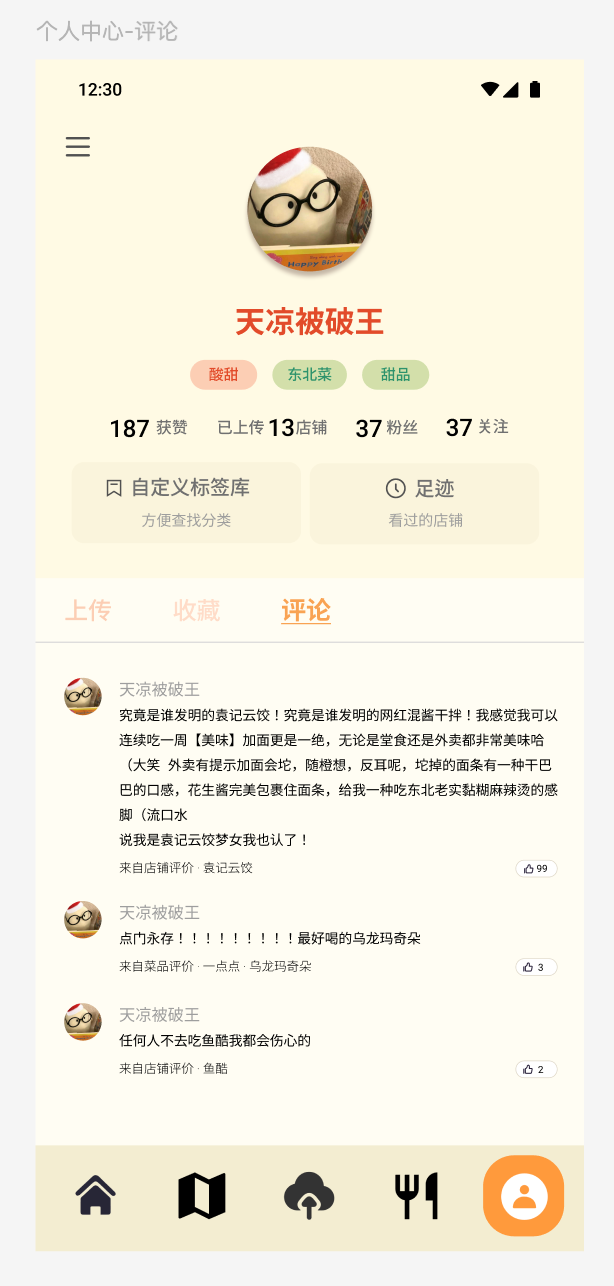 个人中心-评论
12:30
Happy Birth
天凉被破王
酸甜 东北菜 甜品
187 获赞 已上传13店铺 37 粉丝 37 关注
自定义标签库 足迹
方便查找分类 看过的店铺
上传 收藏 评论
天凉被破王
究竟是谁发明的袁记云饺！究竟是谁发明的网红混酱干拌！我感觉我可以
连续吃一周【美味】加面更是一绝，无论是堂食还是外卖都非常美味哈
（大笑 外卖有提示加面会坨，随橙想，反耳呢，坨掉的面条有一种干巴
巴的口感，花生酱完美包裹住面条，给我一种吃东北老实黏糊麻辣烫的感
脚（流口水
说我是袁记云饺梦女我也认了！
来自店铺评价 · 袁记云饺 99
天凉被破王
点门永存！！！！！！！！！最好喝的乌龙玛奇朵
来自菜品评价 · 一点点 · 乌龙玛奇朵 3
天凉被破王
任何人不去吃鱼酷我都会伤心的
来自店铺评价 · 鱼酷 2